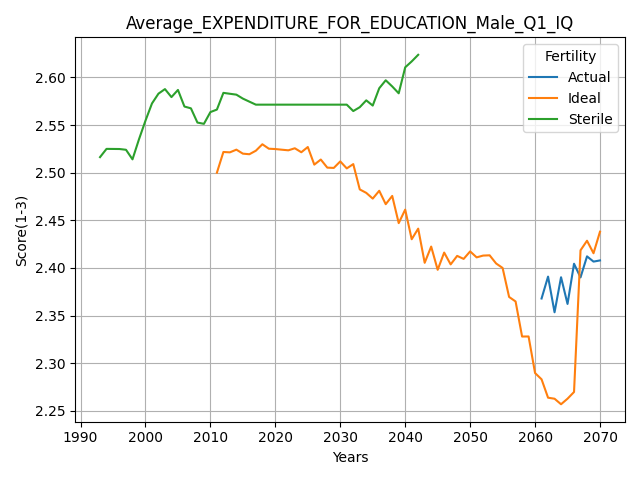 Average_EXPENDITURE_FOR_EDUCATION_Male_Q1_IQ
Fertility
Actual
Ideal
Sterile
Score(1-3)
2.60
2.55
2.50
2.45
2.40
2.35
2.30
2.25
1990 2000 2010 2020 2030 2040 2050 2060 2070
Years